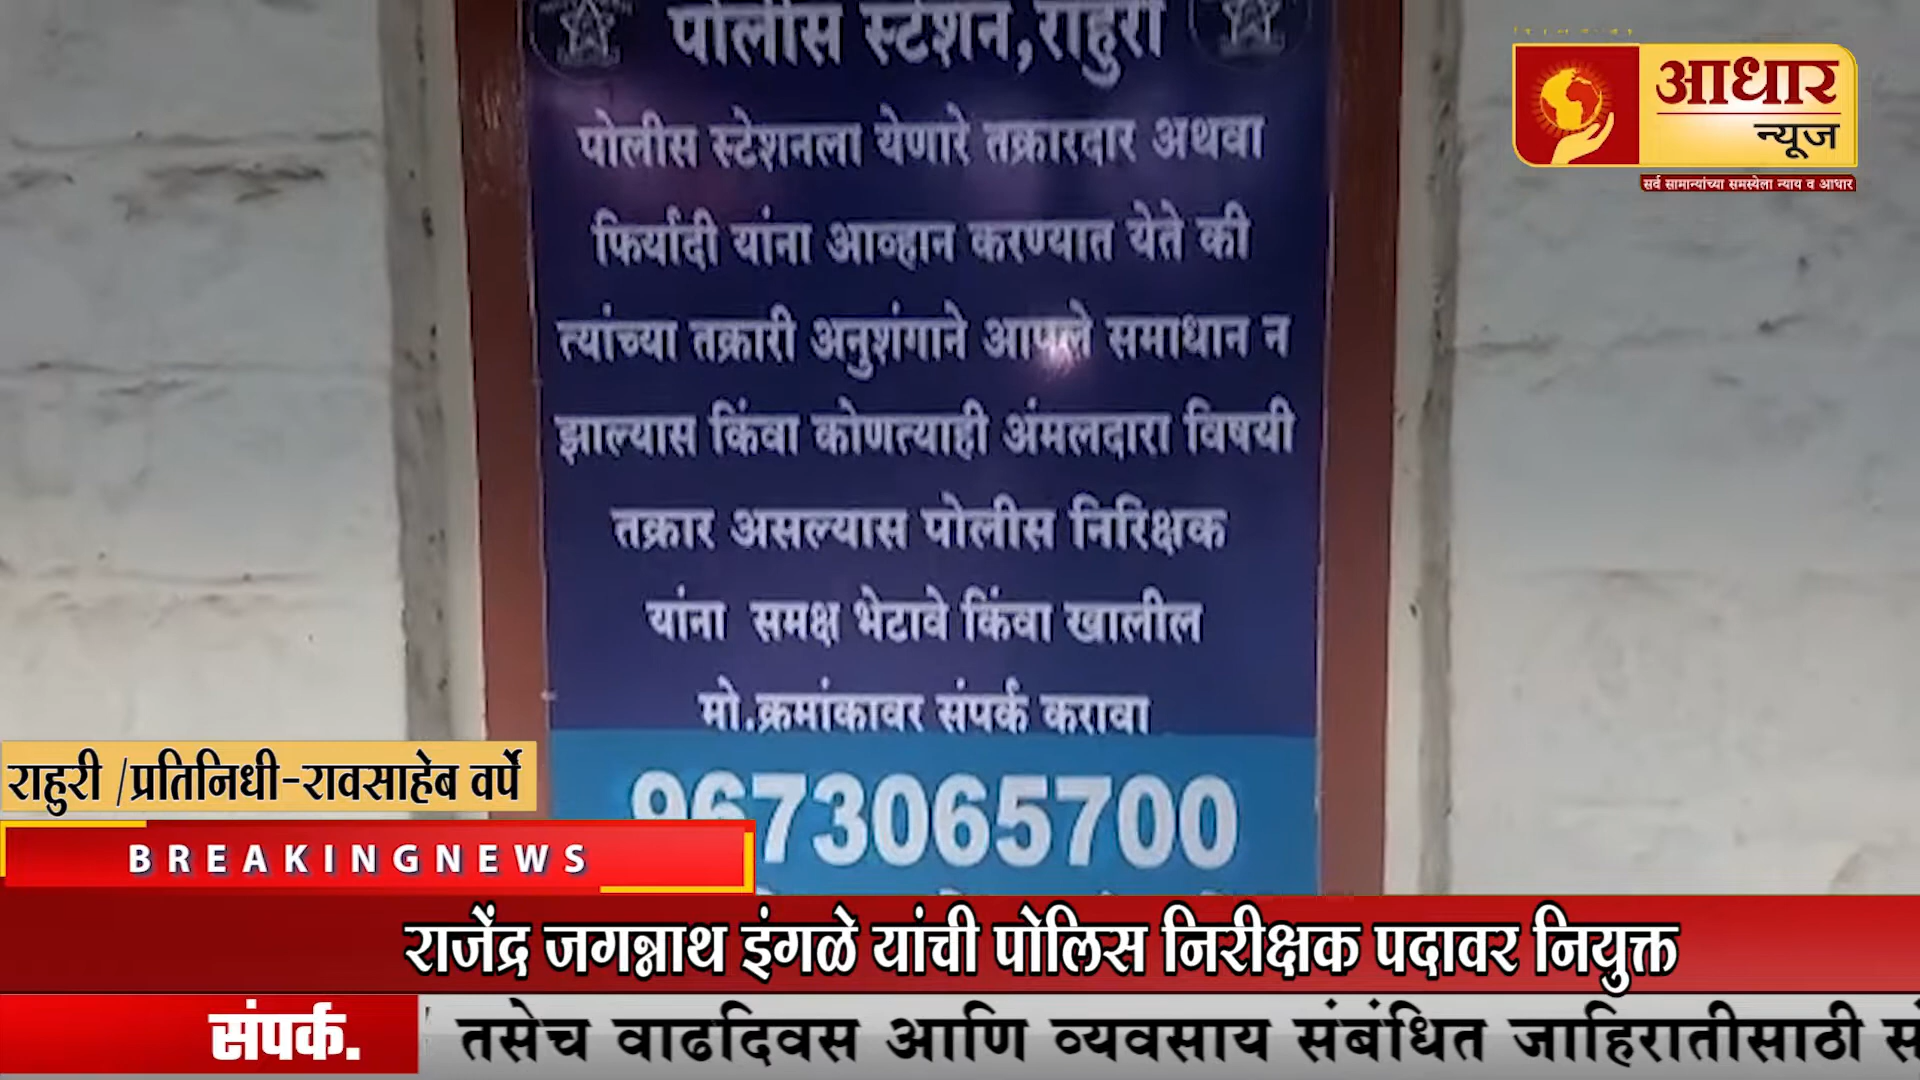 पोलीस स्टेशन,राहुरी
आधार
न्यूज
सर्व सामान्यांच्या समस्येला न्याय व आधार
पोलीस स्टेशनला येणारे तक्रारदार अथवा
फिर्यादी यांना आव्हान करण्यात येते की
त्यांच्या तक्रारी अनुशंगाने आपले समाधान न
झाल्यास किंवा कोणत्याही अंमलदारा विषयी
तक्रार असल्यास पोलीस निरिक्षक
यांना समक्ष भेटावे किंवा खालील
मो.क्रमांकावर संपर्क करावा
9673065700
राहुरी /प्रतिनिधी-रावसाहेब वर्पे
BREAKINGNEWS
राजेंद्र जगन्नाथ इंगळे यांची पोलिस निरीक्षक पदावर नियुक्त
संपर्क. तसेच वाढदिवस आणि व्यवसाय संबंधित जाहिरातीसाठी